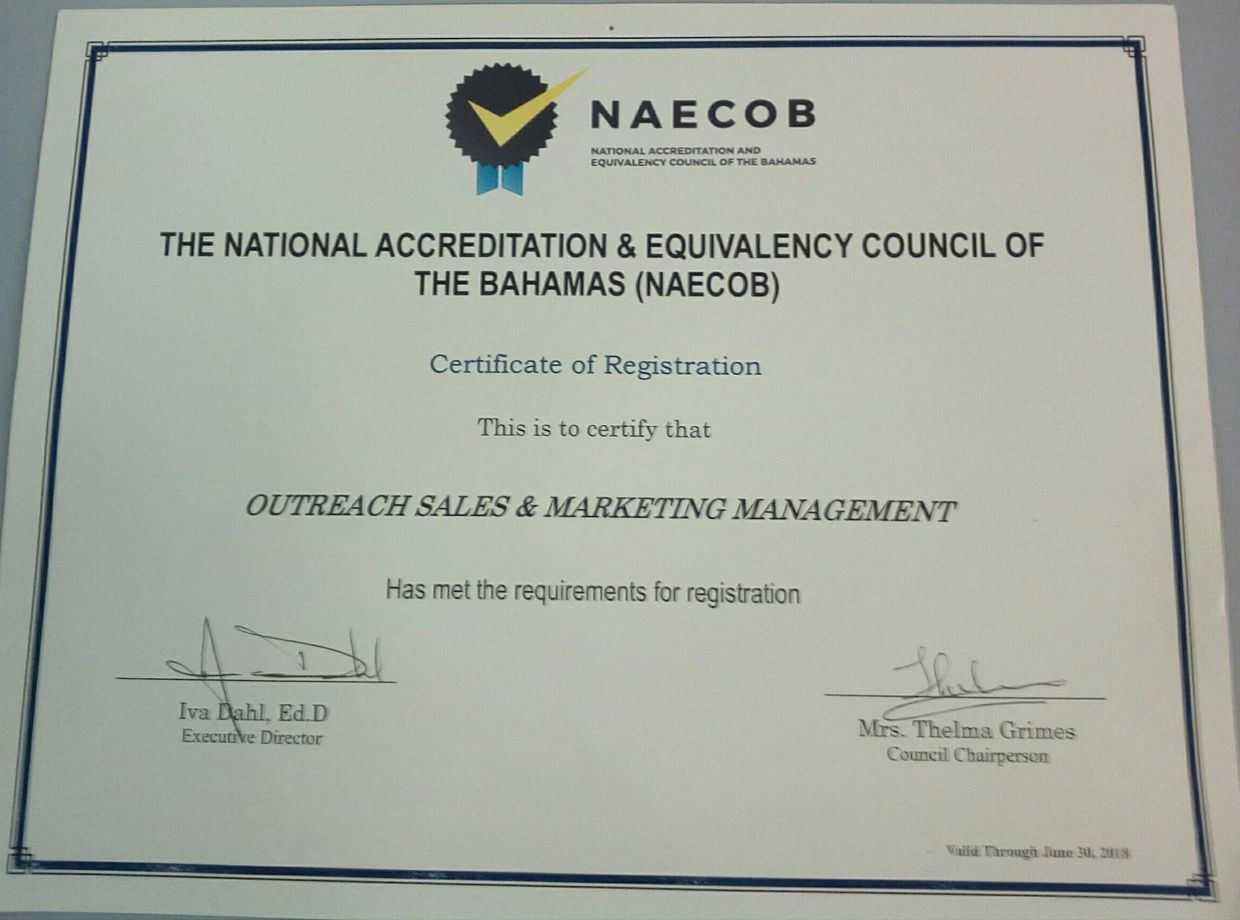 NAECOB
NATIONAL ACCREDITATION AND
EQUIVALENCY COUNCIL OF THE BAHAMAS
THE NATIONAL ACCREDITATION & EQUIVALENCY COUNCIL OF
THE BAHAMAS (NAECOB)
Certificate of Registration
This is to certify that
OUTREACH SALES & MARKETING MANAGEMENT
Has met the requirements for registration
Iva Dahl, Ed.D
Executive Director
Mrs. Thelma Grimes
Council Chairperson
Valid Through June 30, 2018